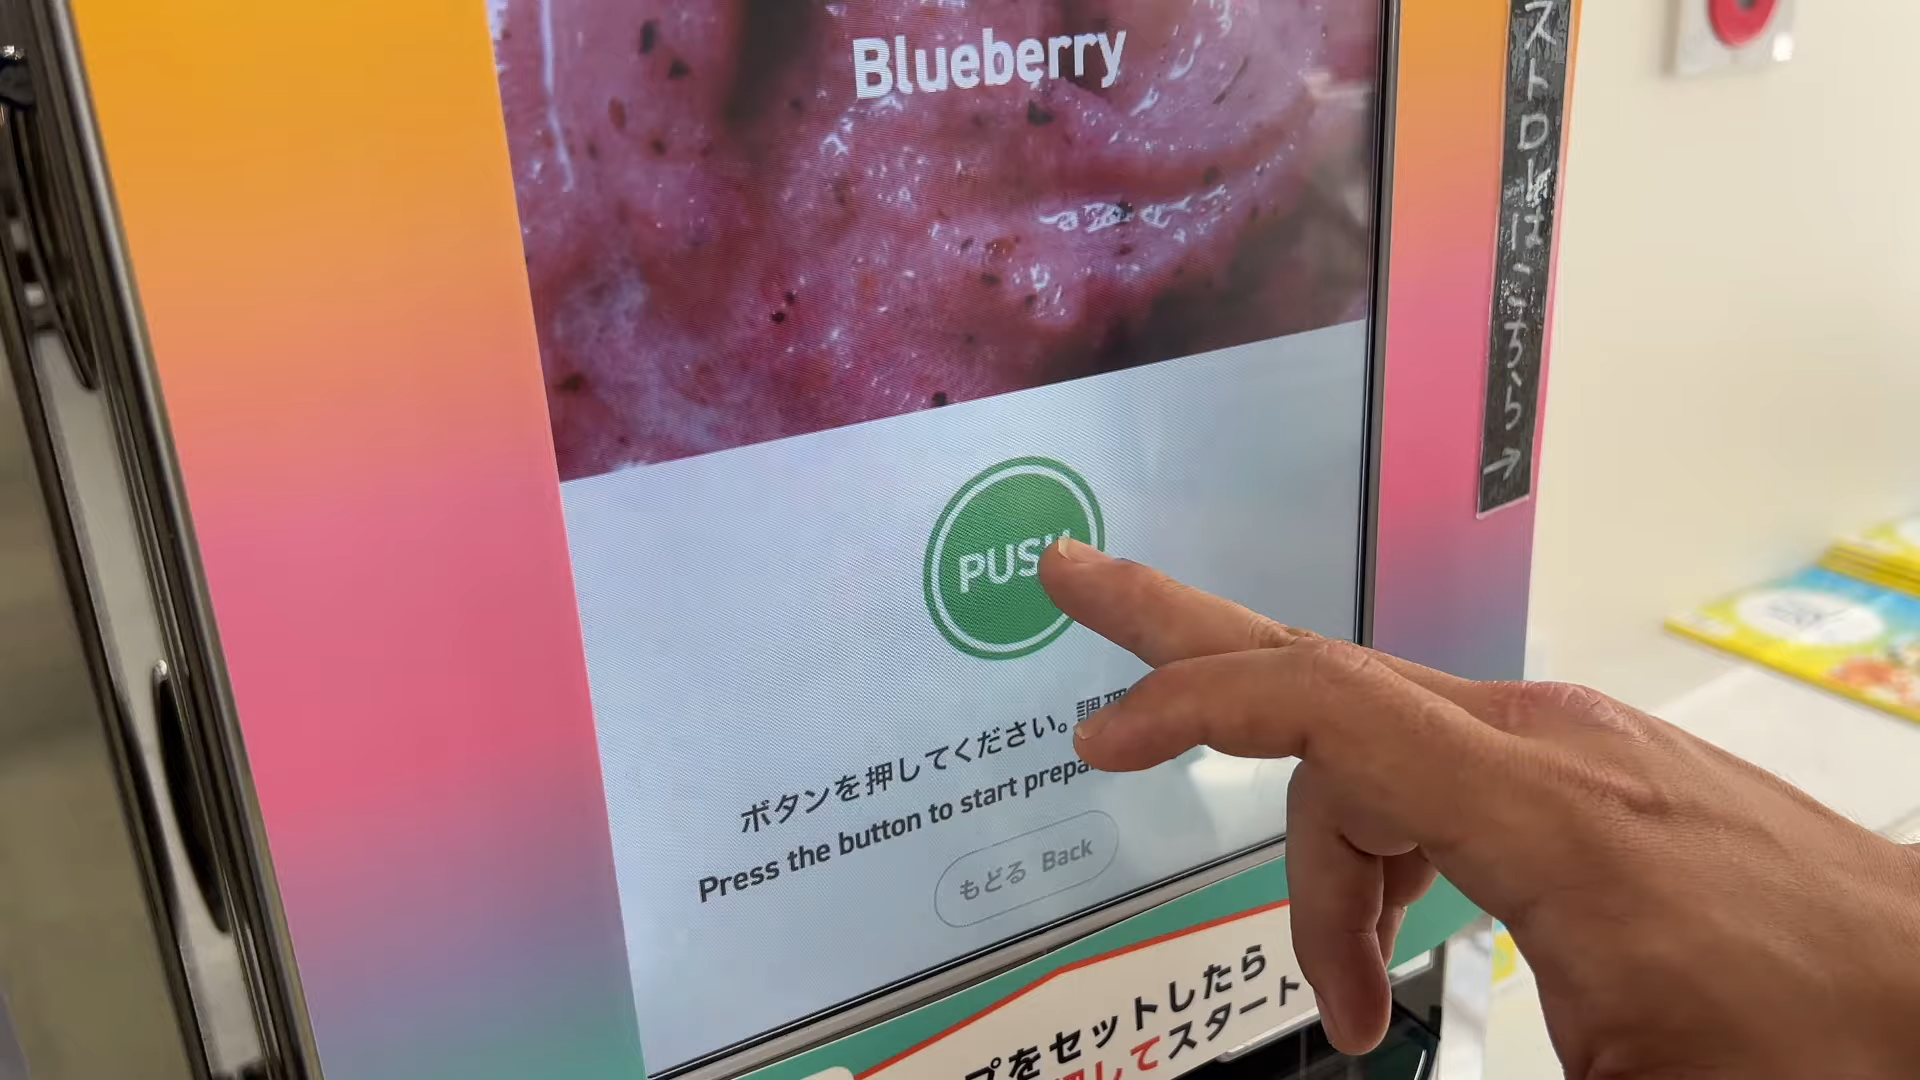 Blueberry
ストローはこちら→
PUSH
ボタンを押してください。調理
Press the button to start prepa
もどる Back
プをセットしたら
押してスタート